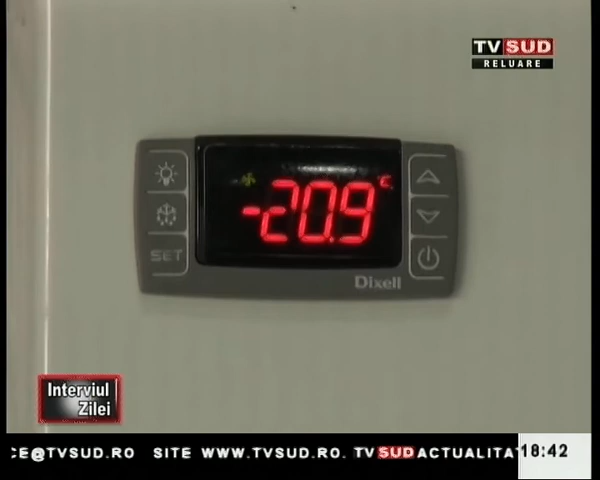 TV SUD
RELUARE
-20.9 °C
SET
Dixell
Interviul
Zilei
CE@TVSUD.RO SITE WWW.TVSUD.RO. TV SUD ACTUALITAT
18:42